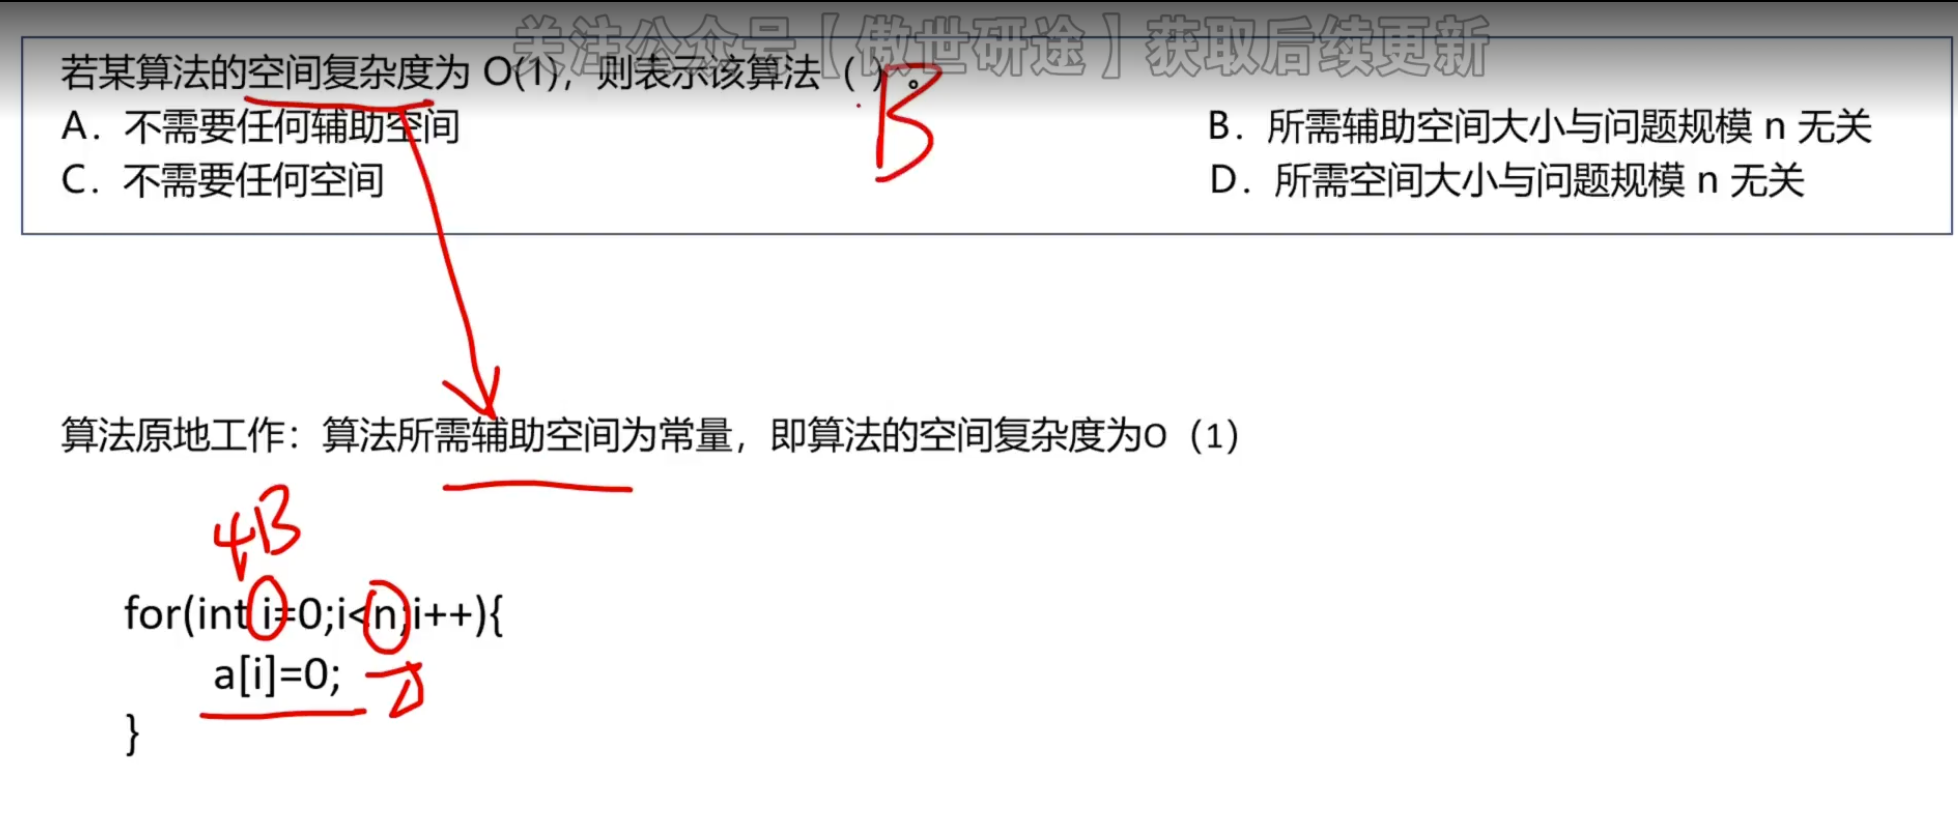 关注公众号【傲世研途】获取后续更新
若某算法的空间复杂度为 O(1)，则表示该算法（ ）。
B
A．不需要任何辅助空间
B．所需辅助空间大小与问题规模 n 无关
C．不需要任何空间
D．所需空间大小与问题规模 n 无关
算法原地工作：算法所需辅助空间为常量，即算法的空间复杂度为O（1）
4B
for(int i=0;i<n;i++){
a[i]=0;
}